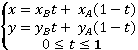 x = x_B t + x_A(1 − t)
y = y_B t + y_A(1 − t)
0 ≤ t ≤ 1